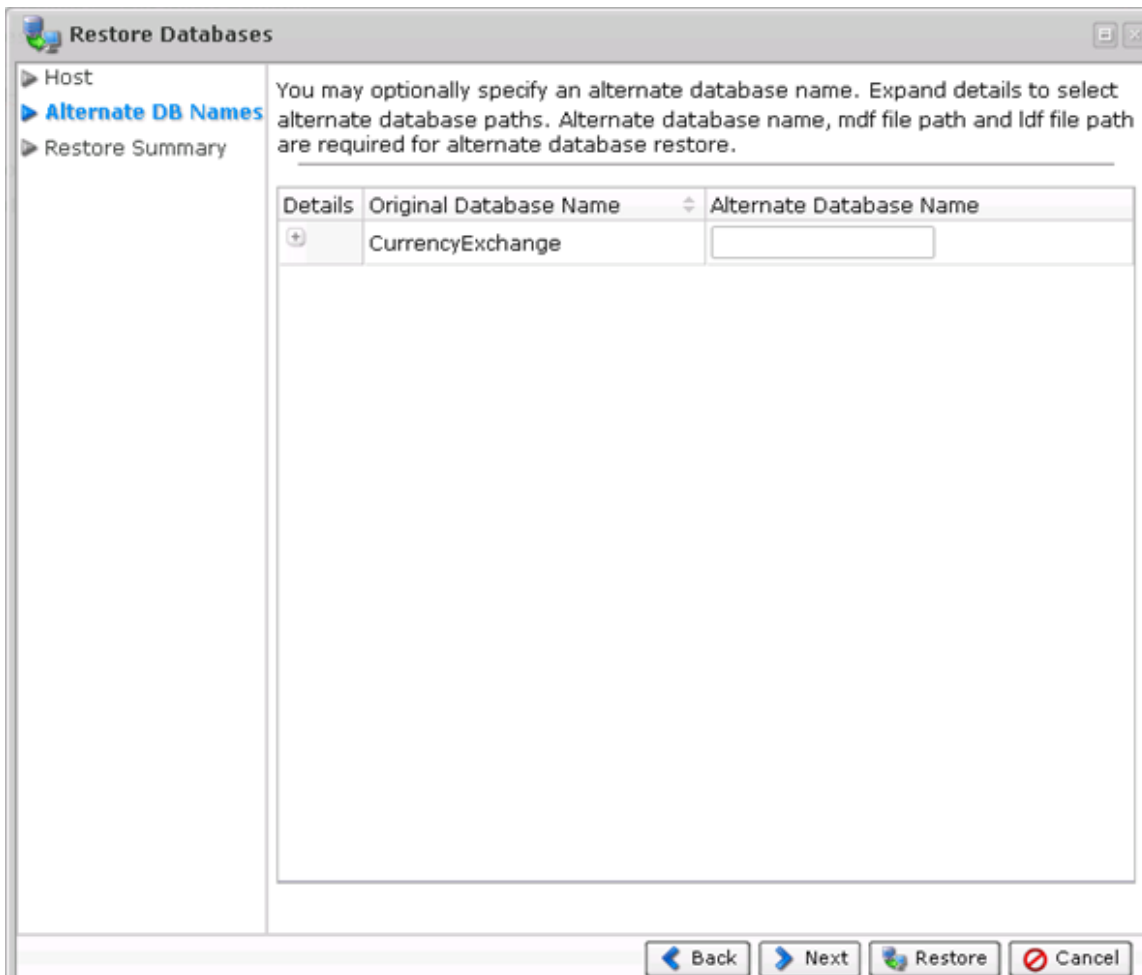 Restore Databases
Host
Alternate DB Names
Restore Summary
You may optionally specify an alternate database name. Expand details to select
alternate database paths. Alternate database name, mdf file path and ldf file path
are required for alternate database restore.
Details Original Database Name Alternate Database Name
CurrencyExchange
Back Next Restore Cancel